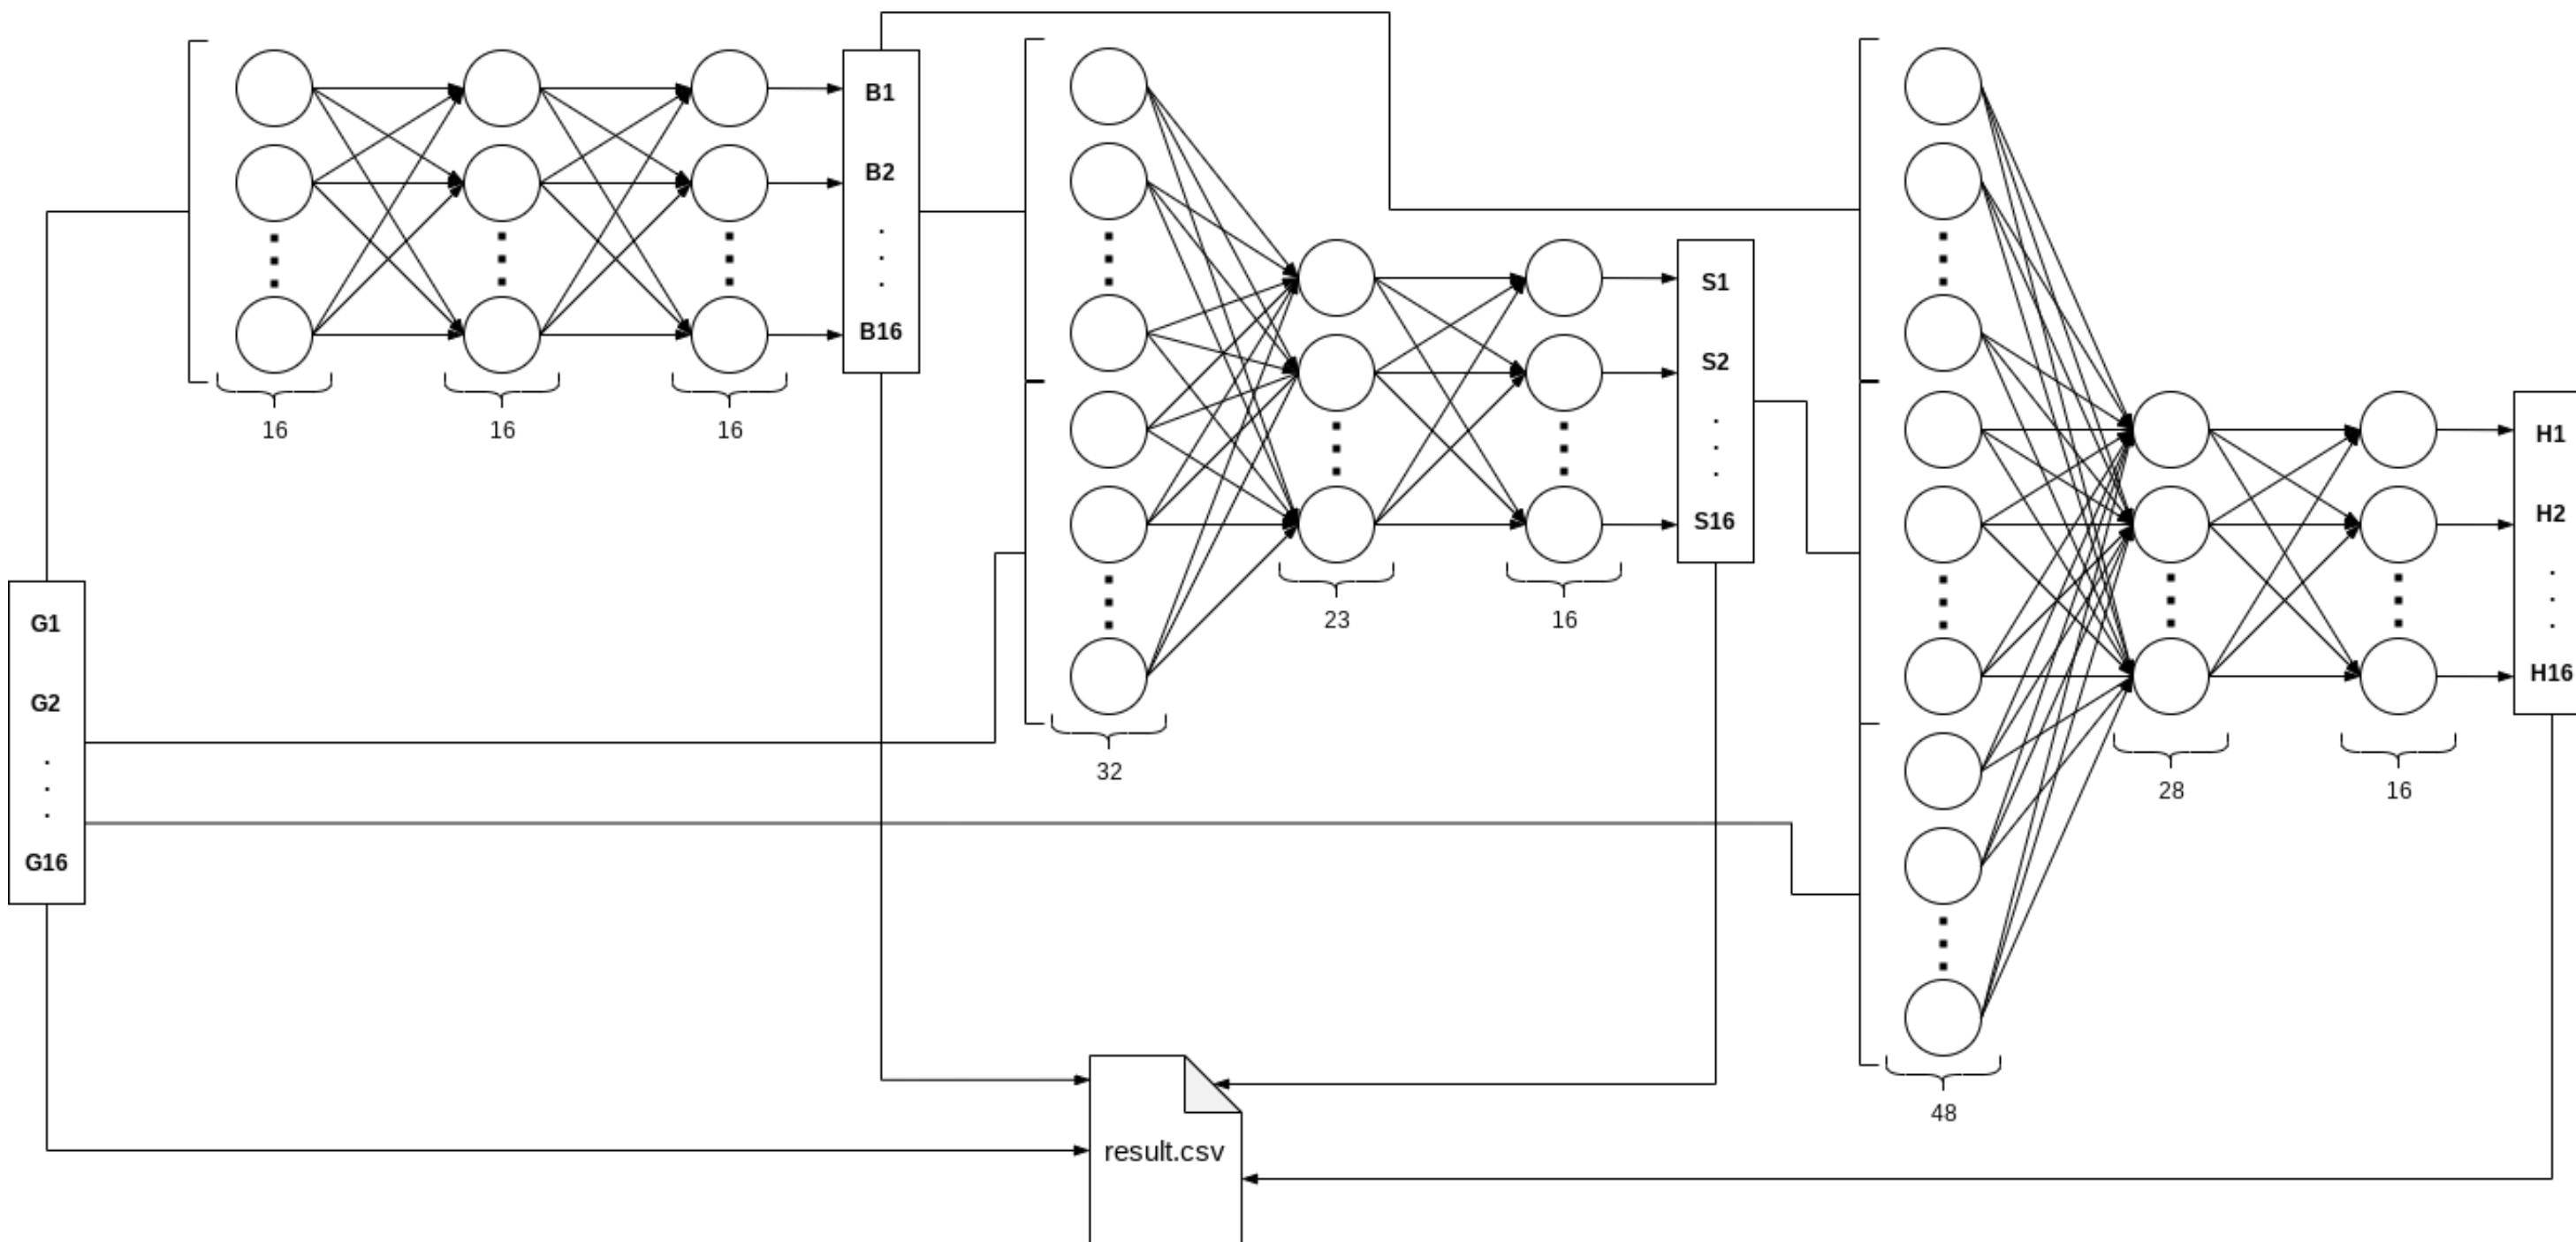 B1
B2
.
.
.
B16
16
16
16
S1
S2
.
.
.
S16
23
16
32
H1
H2
.
.
.
H16
28
16
48
G1
G2
.
.
.
G16
result.csv